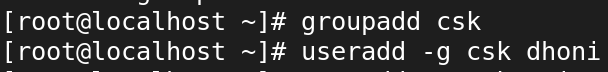 [root@localhost ~]# groupadd csk
[root@localhost ~]# useradd -g csk dhoni